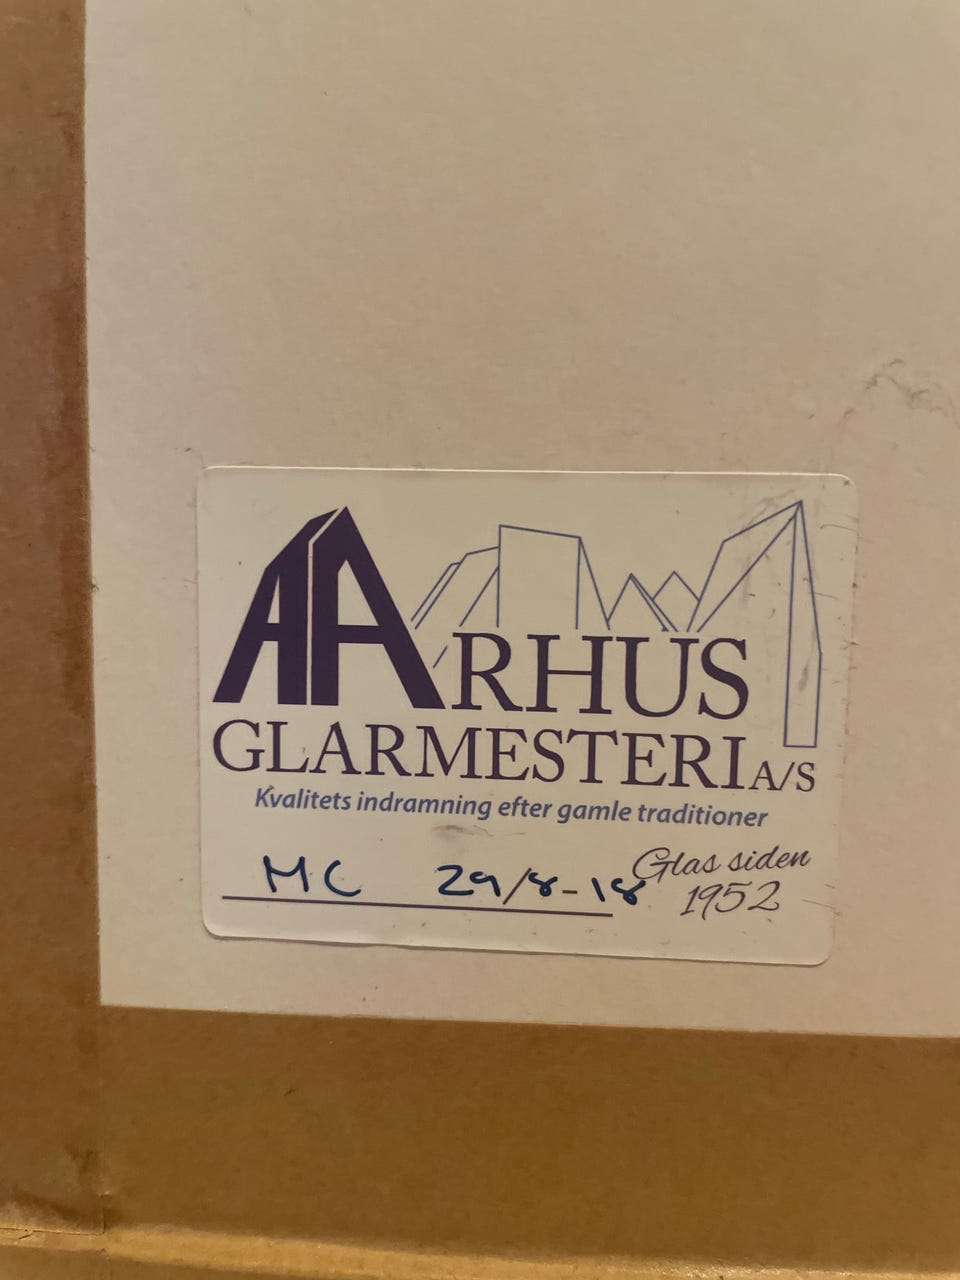 AARHUS
GLARMESTERI A/S
Kvalitets indramning efter gamle traditioner
MC 29/8-18
Glas siden
1952